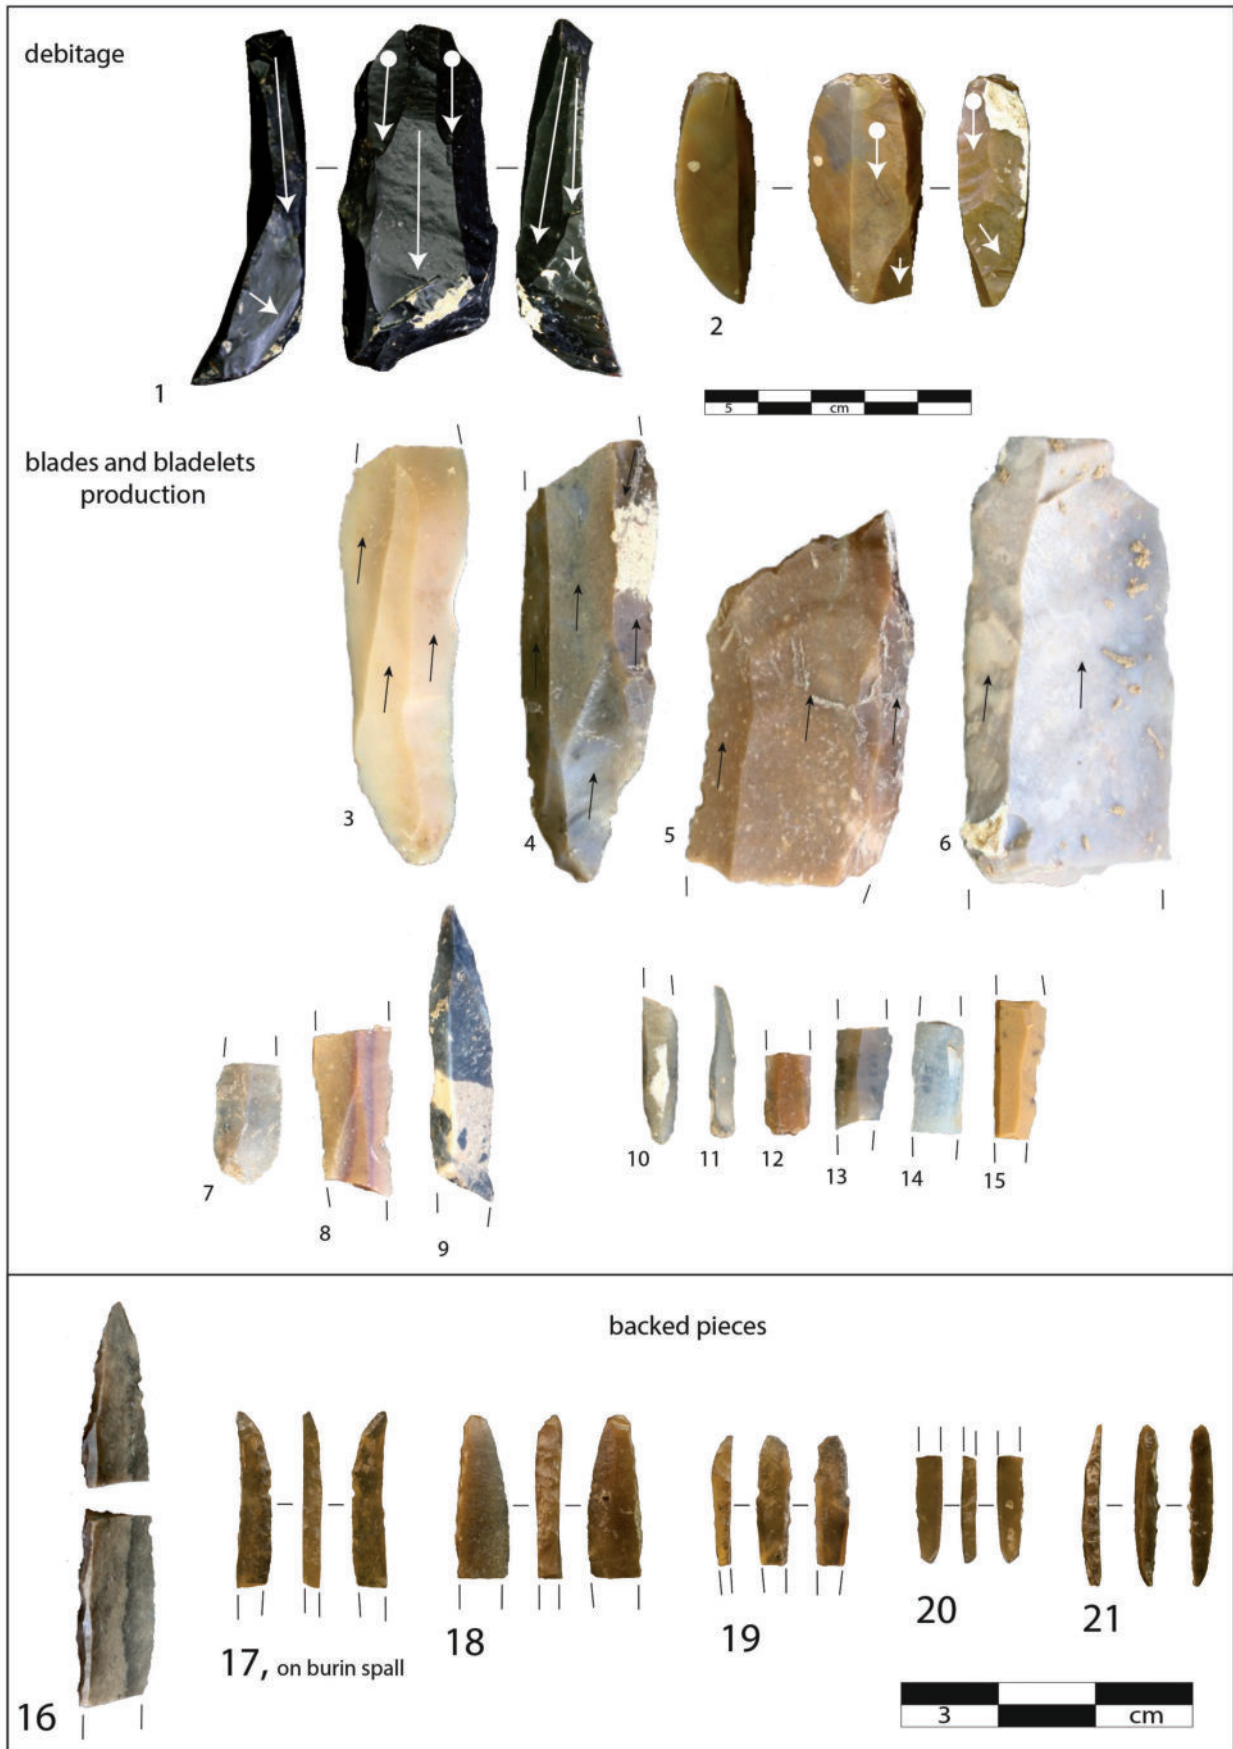 debitage
1
2
5 cm
blades and bladelets
production
3
4
5
6
7
8
9
10
11
12
13
14
15
backed pieces
16
17, on burin spall
18
19
20
21
3 cm